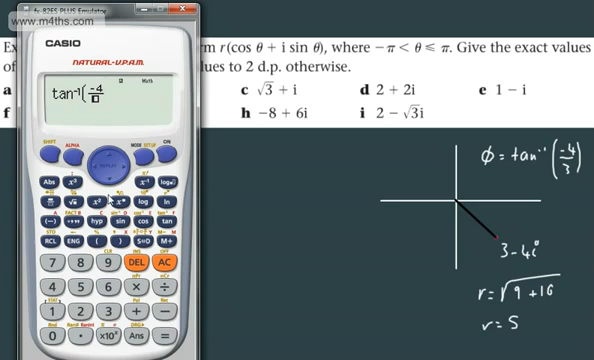 fx-82ES PLUS Emulator
www.m4ths.com
Ex
rm r(cos θ + i sin θ), where −π < θ ⩽ π. Give the exact values
of
lues to 2 d.p. otherwise.
a
c √3 + i
d 2 + 2i
e 1 − i
f
h −8 + 6i
i 2 − √3i
CASIO
NATURAL-V.P.A.M.
Math
tan⁻¹(−4/□
SHIFT ALPHA REPLAY MODE SETUP ON
Abs x³ x⁻¹ log□
√ x² log ln
(−) hyp sin cos tan
RCL ENG ( ) S⇔D M+
7 8 9 DEL AC
4 5 6 × ÷
1 2 3 + −
0 · ×10ˣ Ans =
ϕ = tan⁻¹(−4/3)
3−4i
r = √9+16
r = 5